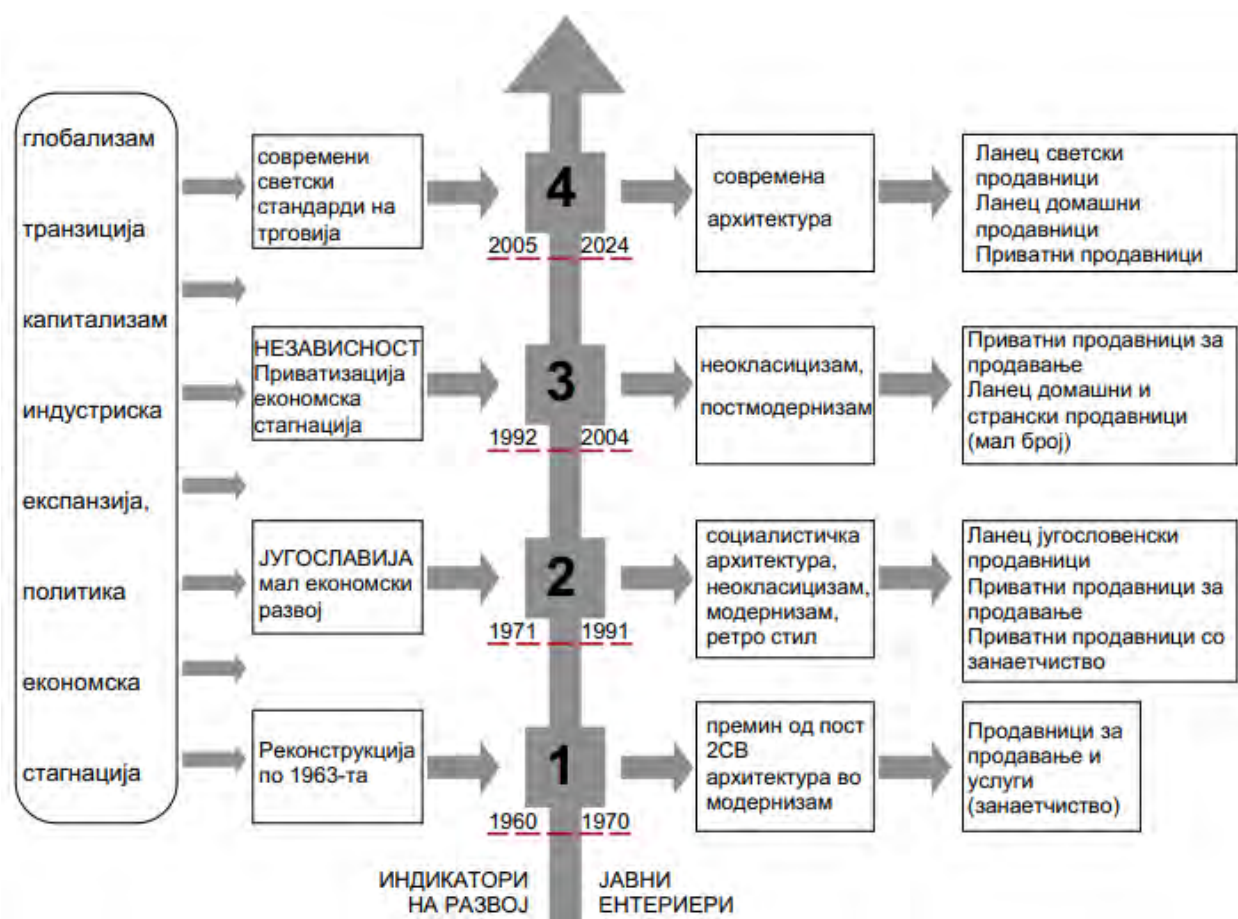 глобализам
транзиција
капитализам
индустриска
експанзија,
политика
економска
стагнација
современи
светски
стандарди на
трговија
4
2005
2024
современа
архитектура
Ланец светски
продавници
Ланец домашни
продавници
Приватни продавници
НЕЗАВИСНОСТ
Приватизација
економска
стагнација
3
1992
2004
неокласицизам,
постмодернизам
Приватни продавници за
продавање
Ланец домашни и
странски продавници
(мал број)
ЈУГОСЛАВИЈА
мал економски
развој
2
1971
1991
социалистичка
архитектура,
неокласицизам,
модернизам,
ретро стил
Ланец југословенски
продавници
Приватни продавници за
продавање
Приватни продавници со
занаетчиство
Реконструкција
по 1963-та
1
1960
1970
премин од пост
2СВ
архитектура во
модернизам
Продавници за
продавање и
услуги
(занаетчиство)
ИНДИКАТОРИ
НА РАЗВОЈ
ЈАВНИ
ЕНТЕРИЕРИ